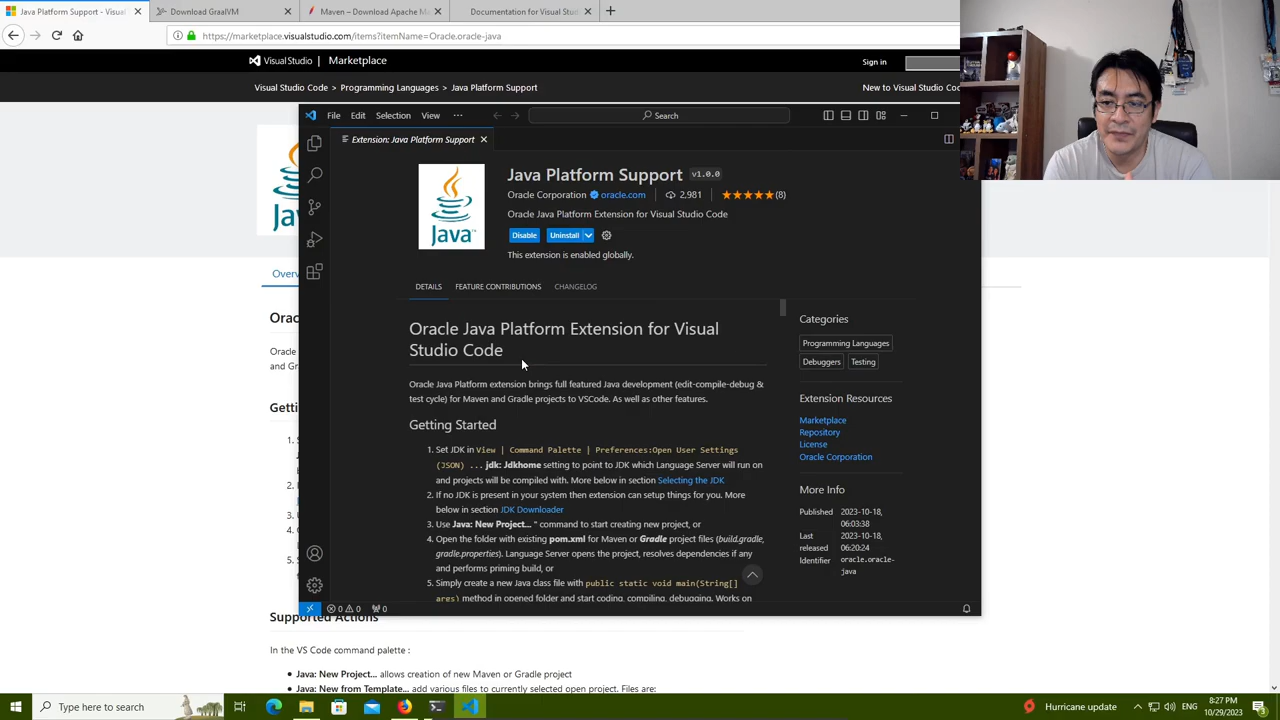 Java Platform Support - Visual
Download GraalVM
Maven – Download Apache M
Documentation for Visual Stud
https://marketplace.visualstudio.com/items?itemName=Oracle.oracle-java
Visual Studio | Marketplace
Sign in
Visual Studio Code > Programming Languages > Java Platform Support
New to Visual Studio Co
File Edit Selection View ...
Search
Extension: Java Platform Support
Java
Java Platform Support v1.0.0
Oracle Corporation oracle.com 2,981 (8)
Oracle Java Platform Extension for Visual Studio Code
Disable Uninstall
This extension is enabled globally.
Overv
DETAILS FEATURE CONTRIBUTIONS CHANGELOG
Orac
Oracle
and Gr
Getti
Oracle Java Platform Extension for Visual
Studio Code
Oracle Java Platform extension brings full featured Java development (edit-compile-debug &
test cycle) for Maven and Gradle projects to VSCode. As well as other features.
Getting Started
1. Set JDK in View | Command Palette | Preferences:Open User Settings
(JSON) ... jdk: Jdkhome setting to point to JDK which Language Server will run on
and projects will be compiled with. More below in section Selecting the JDK
2. If no JDK is present in your system then extension can setup things for you. More
below in section JDK Downloader
3. Use Java: New Project... " command to start creating new project, or
4. Open the folder with existing pom.xml for Maven or Gradle project files (build.gradle,
gradle.properties). Language Server opens the project, resolves dependencies if any
and performs priming build, or
5. Simply create a new Java class file with public static void main(String[]
args) method in opened folder and start coding, compiling, debugging. Works on
Categories
Programming Languages
Debuggers Testing
Extension Resources
Marketplace
Repository
License
Oracle Corporation
More Info
Published 2023-10-18,
06:03:38
Last 2023-10-18,
released 06:20:24
Identifier oracle.oracle-
java
0 0 0
Supported Actions
In the VS Code command palette :
Java: New Project... allows creation of new Maven or Gradle project
Java: New from Template... add various files to currently selected open project. Files are:
Type here to search
Hurricane update
ENG
8:27 PM
10/29/2023
3